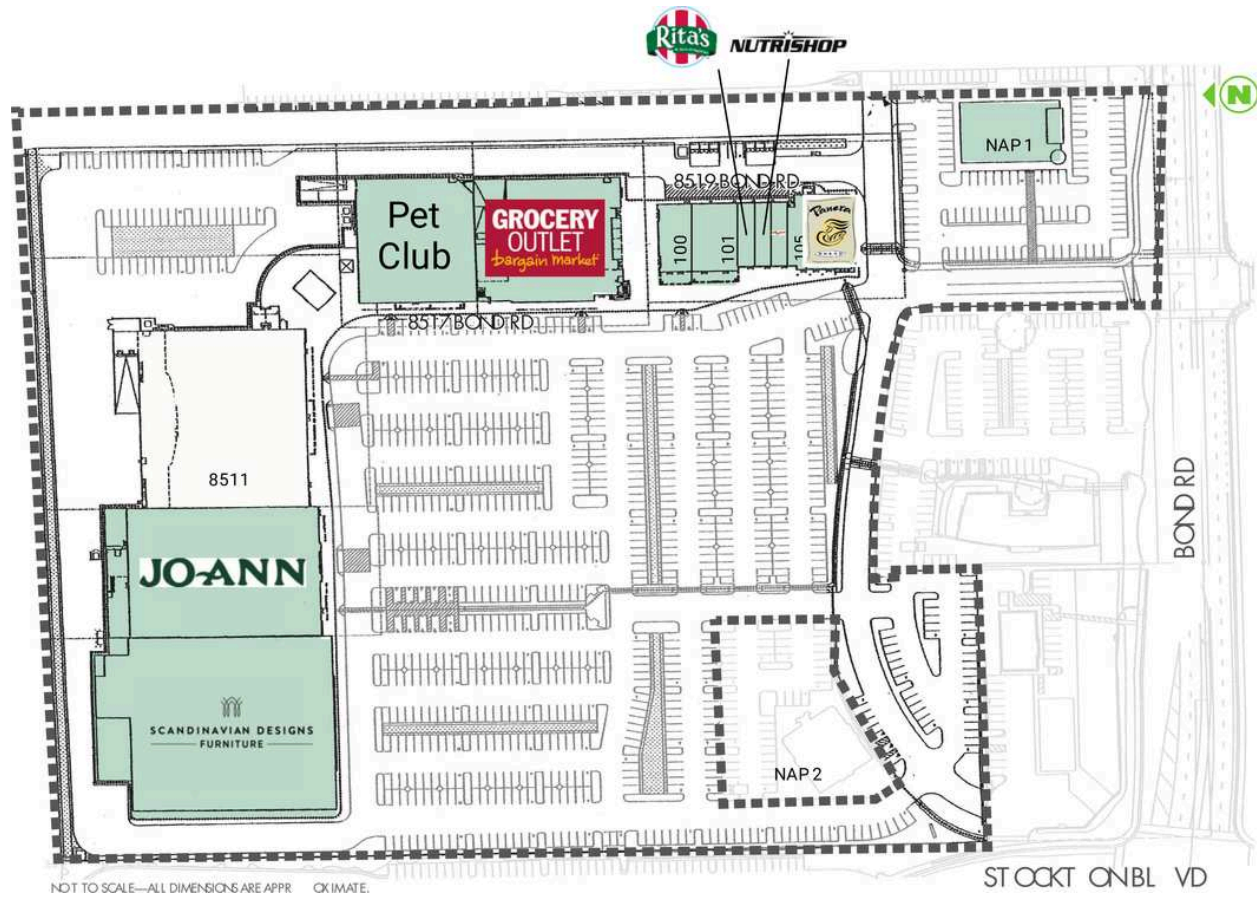 Rita's
NUTRISHOP
N
NAP 1
8519 BOND RD
Pet
Club
GROCERY
OUTLET
bargain market
100
101
105
Panera
8517 BOND RD
8511
BOND RD
JO-ANN
SCANDINAVIAN DESIGNS
FURNITURE
NAP 2
NOT TO SCALE—ALL DIMENSIONS ARE APPR OXIMATE.
ST OCKT ON BL VD